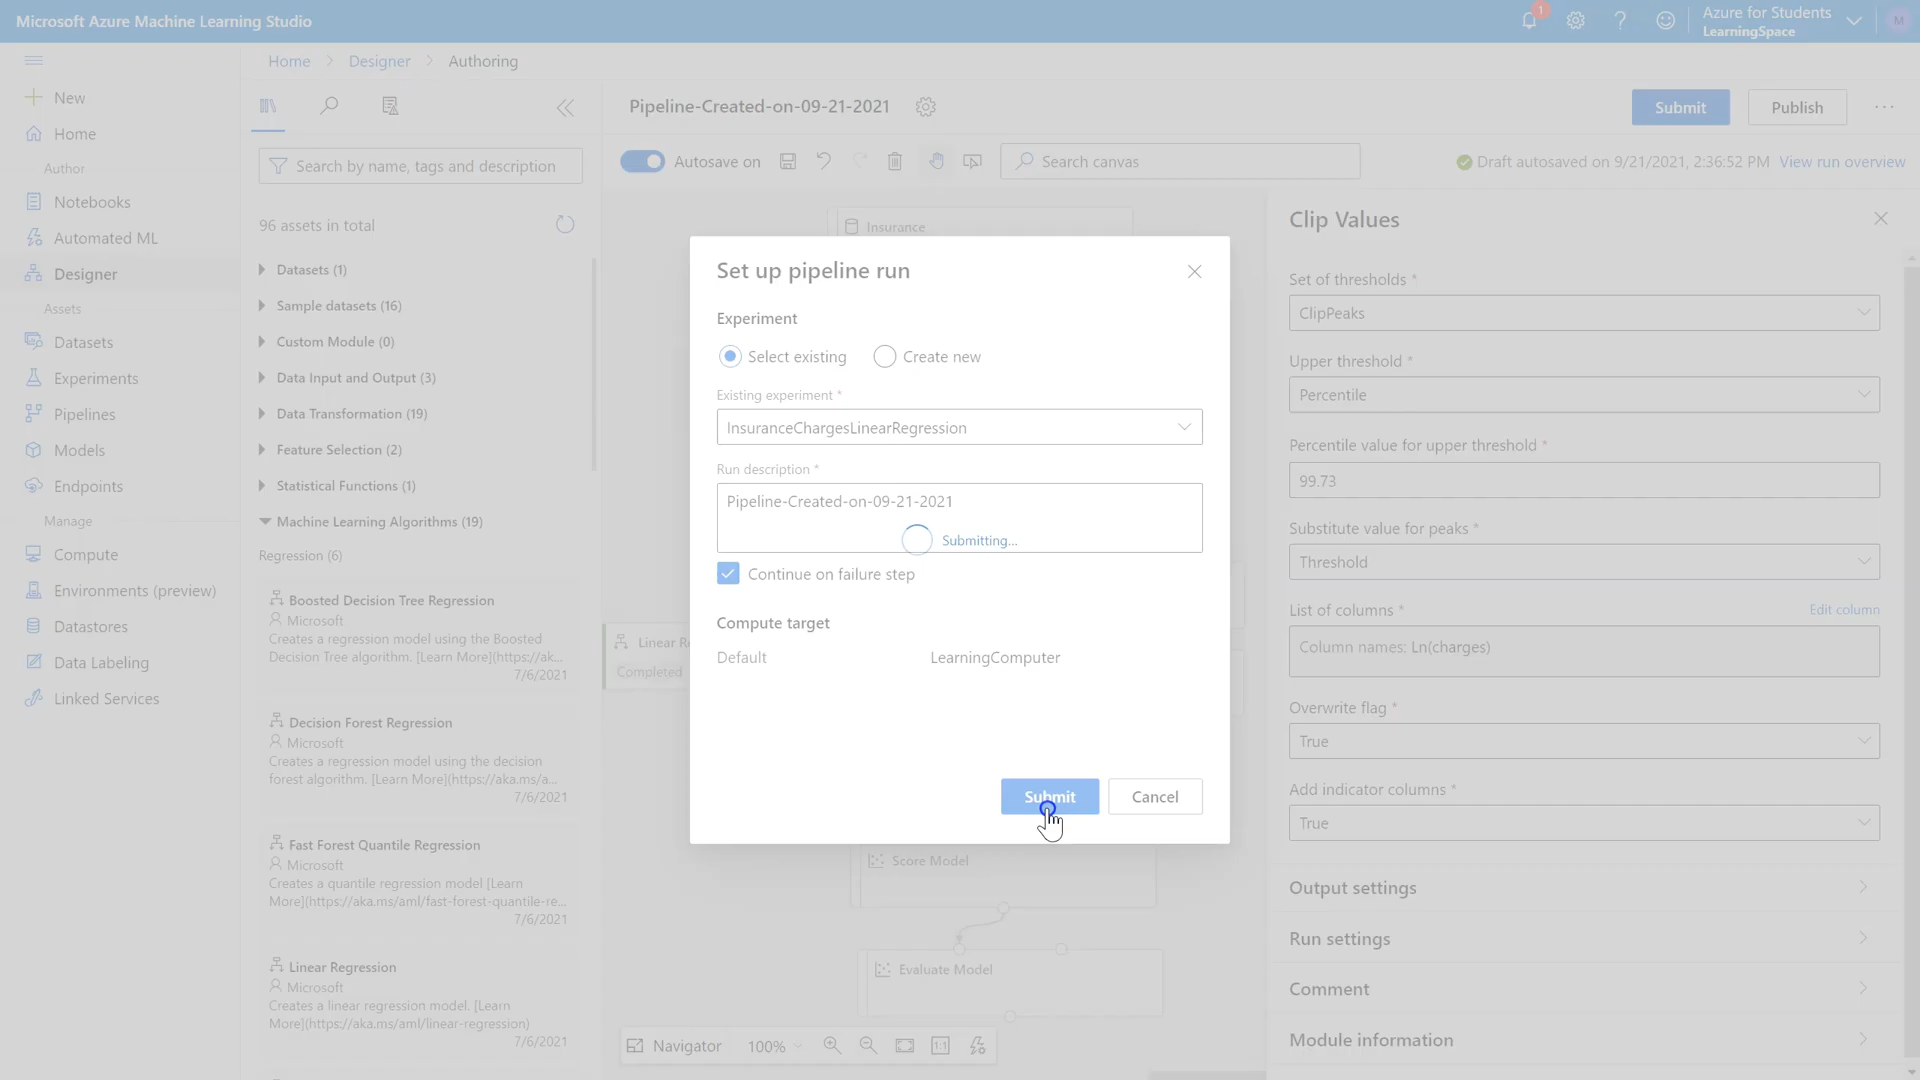 Microsoft Azure Machine Learning Studio
1
Azure for Students
LearningSpace
M
Home > Designer > Authoring
New
Home
Author
Notebooks
Automated ML
Designer
Assets
Datasets
Experiments
Pipelines
Models
Endpoints
Manage
Compute
Environments (preview)
Datastores
Data Labeling
Linked Services
Search by name, tags and description
96 assets in total
Datasets (1)
Sample datasets (16)
Custom Module (0)
Data Input and Output (3)
Data Transformation (19)
Feature Selection (2)
Statistical Functions (1)
Machine Learning Algorithms (19)
Regression (6)
Boosted Decision Tree Regression
Microsoft
Creates a regression model using the Boosted
Decision Tree algorithm. [Learn More](https://ak...
7/6/2021
Decision Forest Regression
Microsoft
Creates a regression model using the decision
forest algorithm. [Learn More](https://aka.ms/a...
7/6/2021
Fast Forest Quantile Regression
Microsoft
Creates a quantile regression model [Learn
More](https://aka.ms/aml/fast-forest-quantile-re...
7/6/2021
Linear Regression
Microsoft
Creates a linear regression model. [Learn
More](https://aka.ms/aml/linear-regression)
7/6/2021
Pipeline-Created-on-09-21-2021
Submit
Publish
Autosave on
Search canvas
Draft autosaved on 9/21/2021, 2:36:52 PM
View run overview
Insurance
Linear Re
Completed
Score Model
Evaluate Model
Navigator
100%
1:1
Set up pipeline run
Experiment
Select existing
Create new
Existing experiment *
InsuranceChargesLinearRegression
Run description *
Pipeline-Created-on-09-21-2021
Submitting...
Continue on failure step
Compute target
Default
LearningComputer
Submit
Cancel
Clip Values
Set of thresholds *
ClipPeaks
Upper threshold *
Percentile
Percentile value for upper threshold *
99.73
Substitute value for peaks *
Threshold
List of columns *
Edit column
Column names: Ln(charges)
Overwrite flag *
True
Add indicator columns *
True
Output settings
Run settings
Comment
Module information